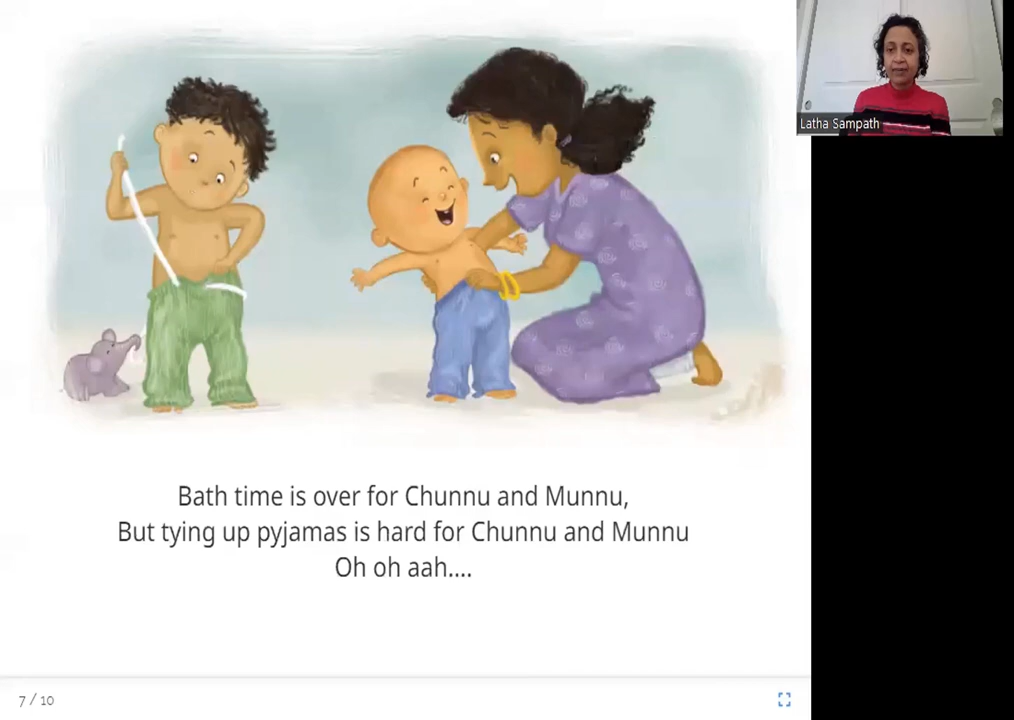 Latha Sampath
Bath time is over for Chunnu and Munnu,
But tying up pyjamas is hard for Chunnu and Munnu
Oh oh aah....
7 / 10